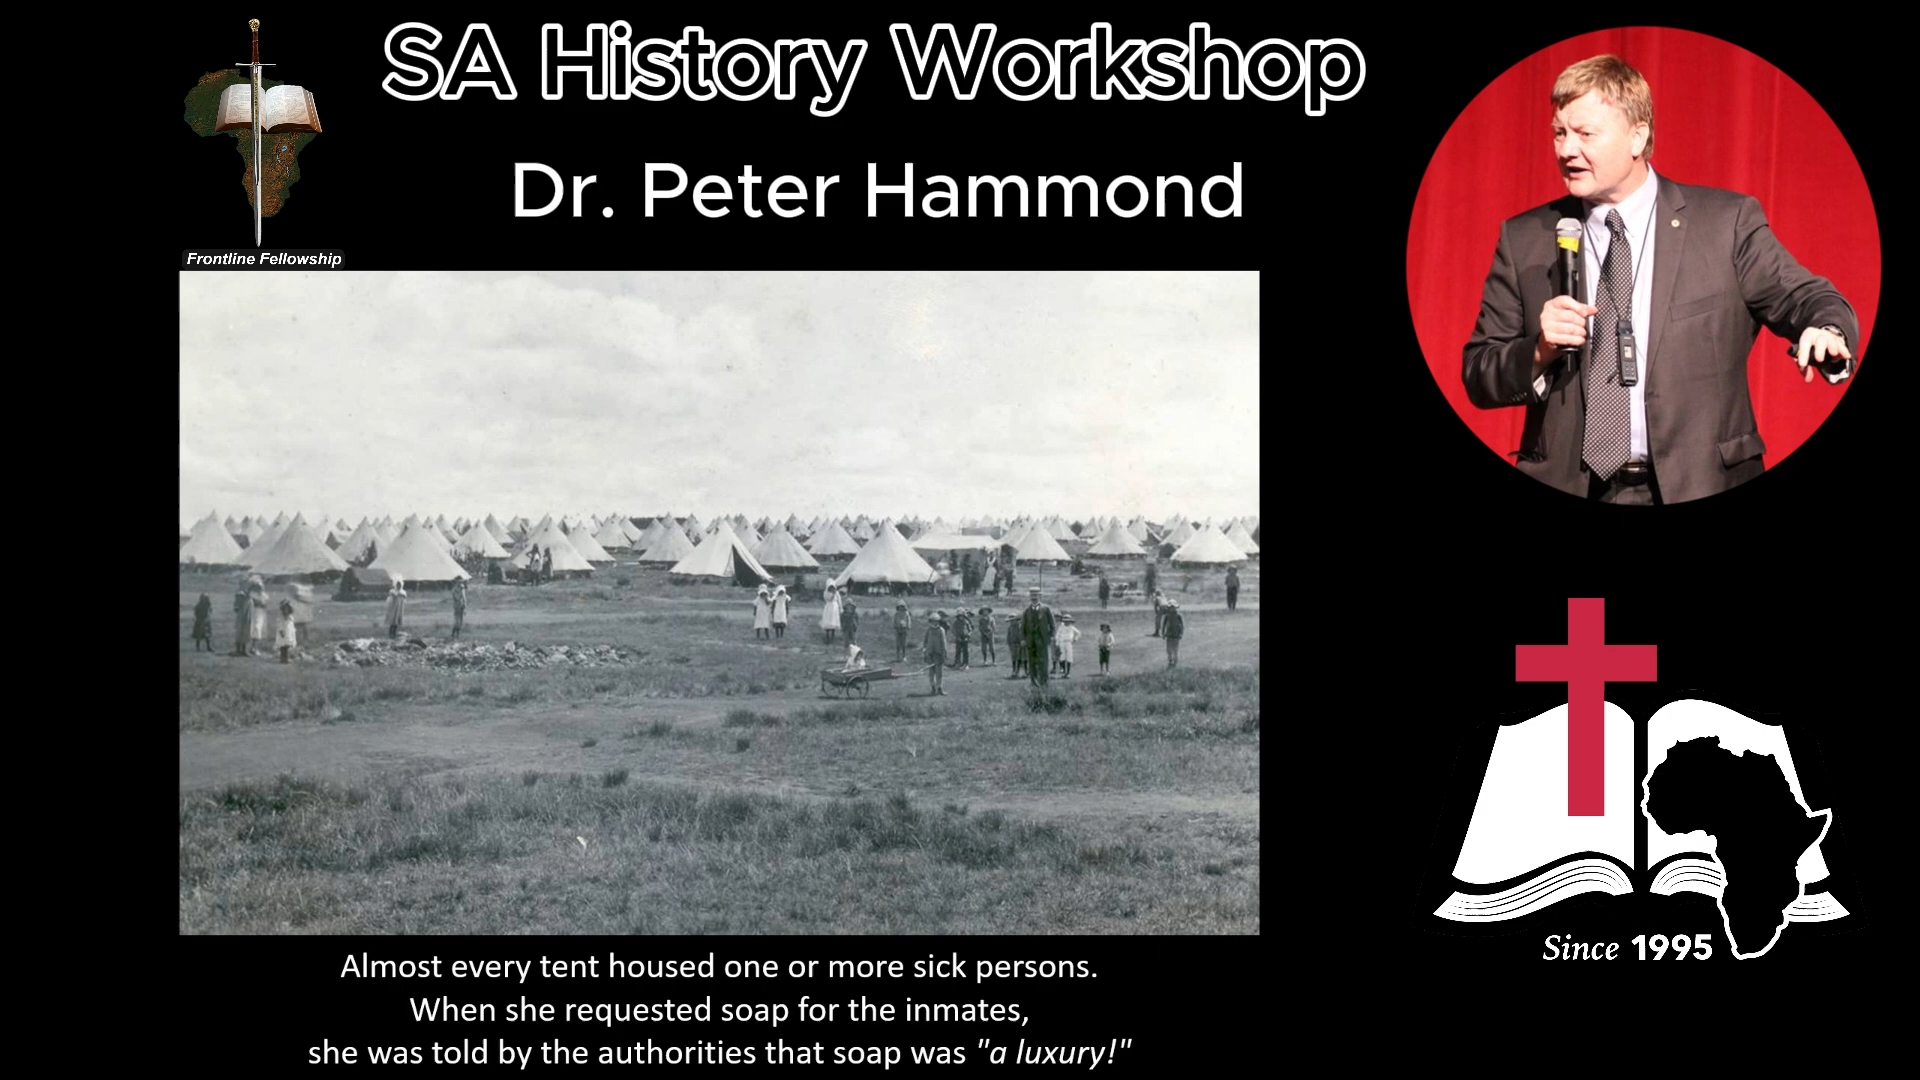 SA History Workshop
Dr. Peter Hammond
Frontline Fellowship
Almost every tent housed one or more sick persons.
When she requested soap for the inmates,
she was told by the authorities that soap was "a luxury!"
Since 1995